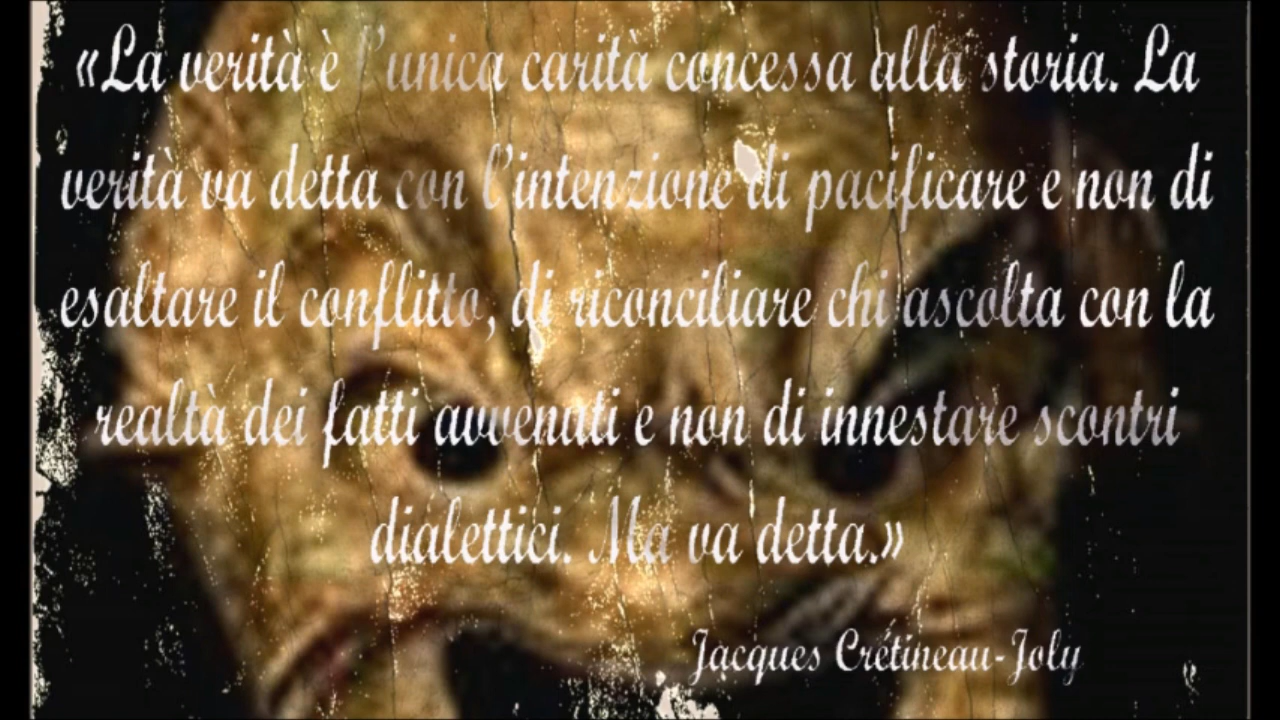 «La verità è l'unica carità concessa alla storia. La
verità va detta con l'intenzione di pacificare e non di
esaltare il conflitto, di riconciliare chi ascolta con la
realtà dei fatti avvenuti e non di innestare scontri
dialettici. Ma va detta.»
Jacques Crétineau-Joly